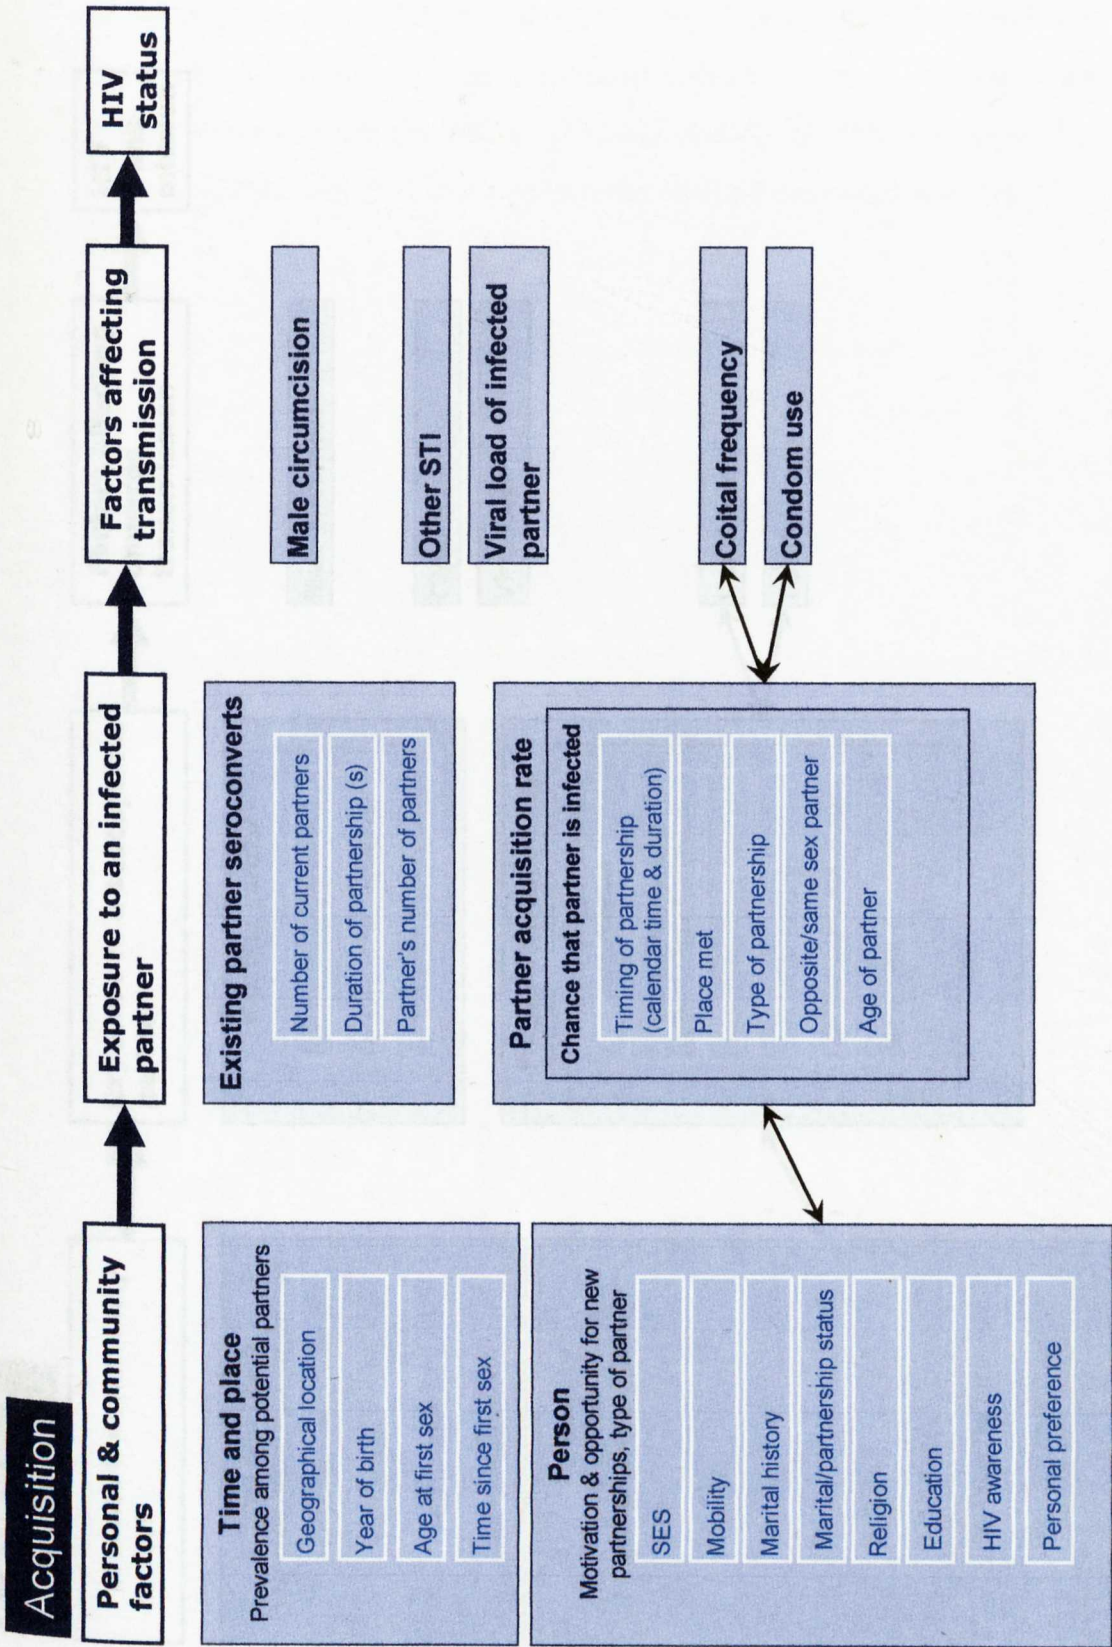 Acquisition
Personal & community
factors
Exposure to an infected
partner
Factors affecting
transmission
HIV
status
Time and place
Prevalence among potential partners
Geographical location
Year of birth
Age at first sex
Time since first sex
Person
Motivation & opportunity for new
partnerships, type of partner
SES
Mobility
Marital history
Marital/partnership status
Religion
Education
HIV awareness
Personal preference
Existing partner seroconverts
Number of current partners
Duration of partnership (s)
Partner's number of partners
Partner acquisition rate
Chance that partner is infected
Timing of partnership
(calendar time & duration)
Place met
Type of partnership
Opposite/same sex partner
Age of partner
Male circumcision
Other STI
Viral load of infected
partner
Coital frequency
Condom use